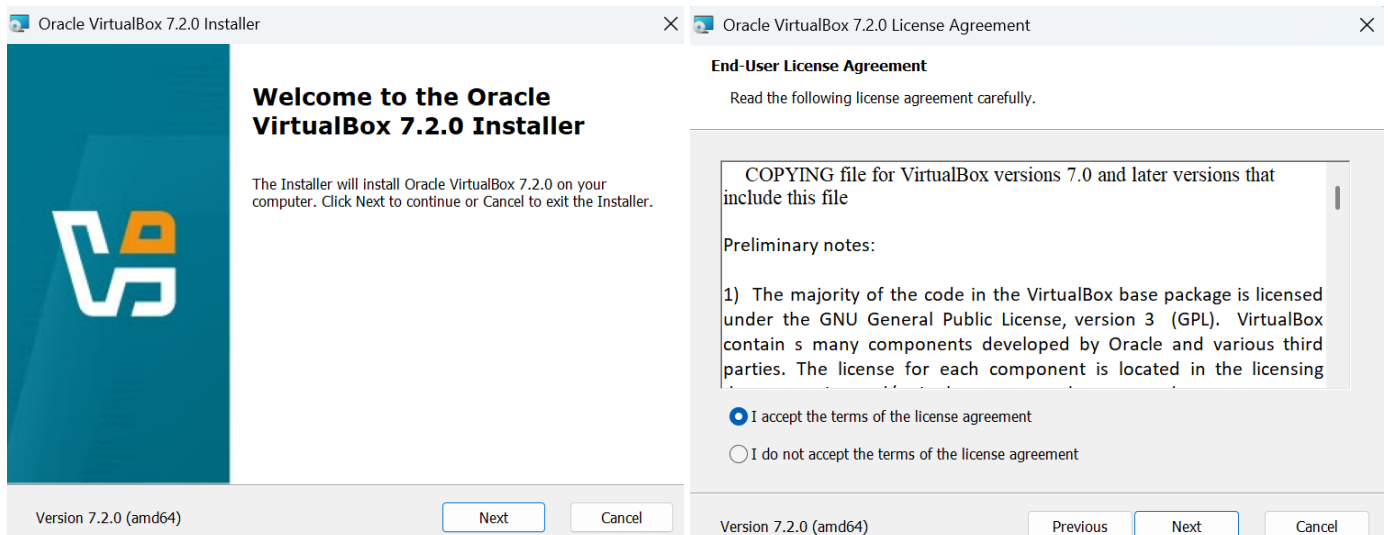 Oracle VirtualBox 7.2.0 Installer
Welcome to the Oracle
VirtualBox 7.2.0 Installer
The Installer will install Oracle VirtualBox 7.2.0 on your
computer. Click Next to continue or Cancel to exit the Installer.
Version 7.2.0 (amd64)
Next
Cancel
Oracle VirtualBox 7.2.0 License Agreement
End-User License Agreement
Read the following license agreement carefully.
COPYING file for VirtualBox versions 7.0 and later versions that
include this file
Preliminary notes:
1) The majority of the code in the VirtualBox base package is licensed
under the GNU General Public License, version 3 (GPL). VirtualBox
contain s many components developed by Oracle and various third
parties. The license for each component is located in the licensing
I accept the terms of the license agreement
I do not accept the terms of the license agreement
Version 7.2.0 (amd64)
Previous
Next
Cancel